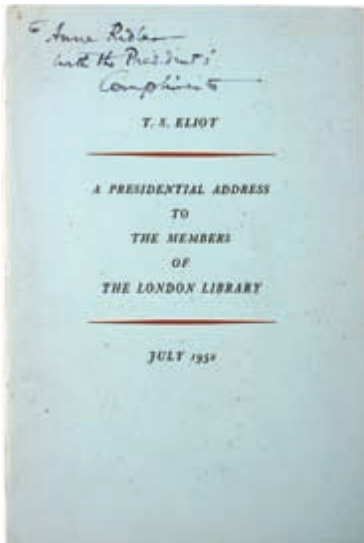 to Anne Ridler
with the President's
Compliments
T. S. ELIOT
A PRESIDENTIAL ADDRESS
TO
THE MEMBERS
OF
THE LONDON LIBRARY
JULY 1952